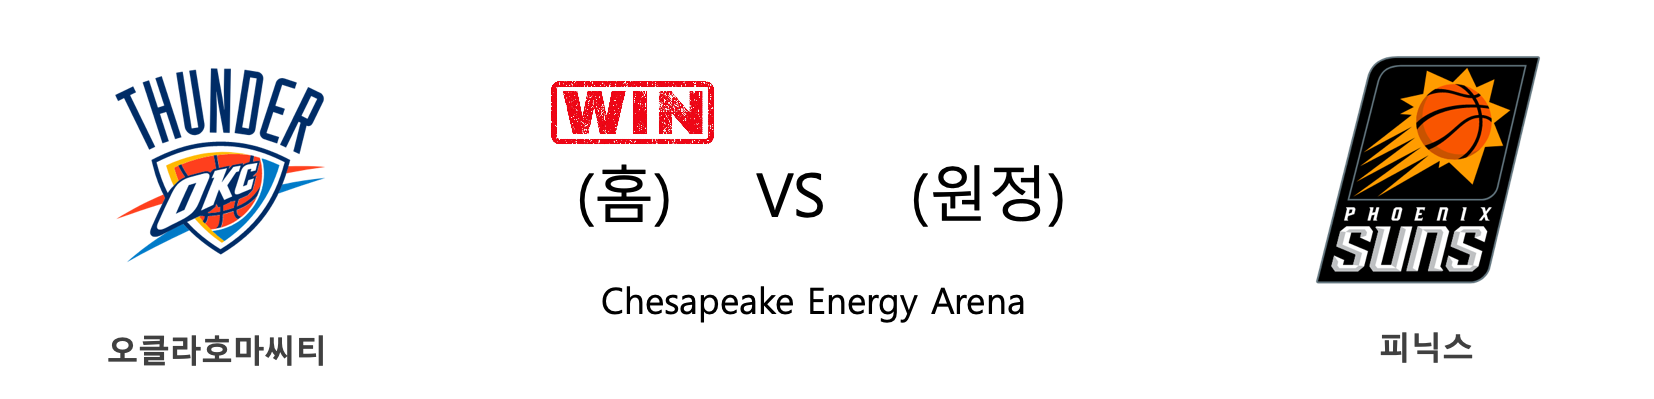 THUNDER
OKC
오클라호마씨티
WIN
(홈) VS (원정)
Chesapeake Energy Arena
PHOENIX
SUNS
피닉스